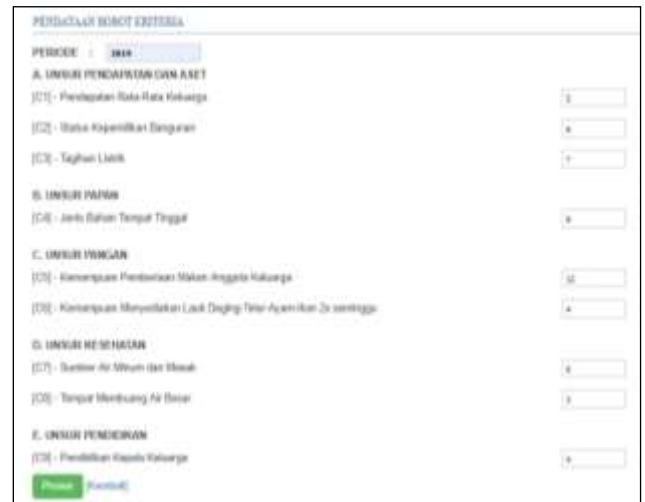 PENDATAAN BOBOT KRITERIA
PERIODE : 2019
A. UNSUR PENDAPATAN DAN ASET
[C1] - Pendapatan Rata-Rata Keluarga
[C2] - Status Kepemilikan Bangunan
[C3] - Tagihan Listrik
B. UNSUR PAPAN
[C4] - Jenis Bahan Tempat Tinggal
C. UNSUR PANGAN
[C5] - Kemampuan Pemberiaan Makan Anggota Keluarga
[C6] - Kemampuan Menyediakan Lauk Daging Telur Ayam Ikan 2x seminggu
D. UNSUR KESEHATAN
[C7] - Sumber Air Minum dan Masak
[C8] - Tempat Membuang Air Besar
E. UNSUR PENDIDIKAN
[C9] - Pendidikan Kepala Keluarga
Proses [Kembali]